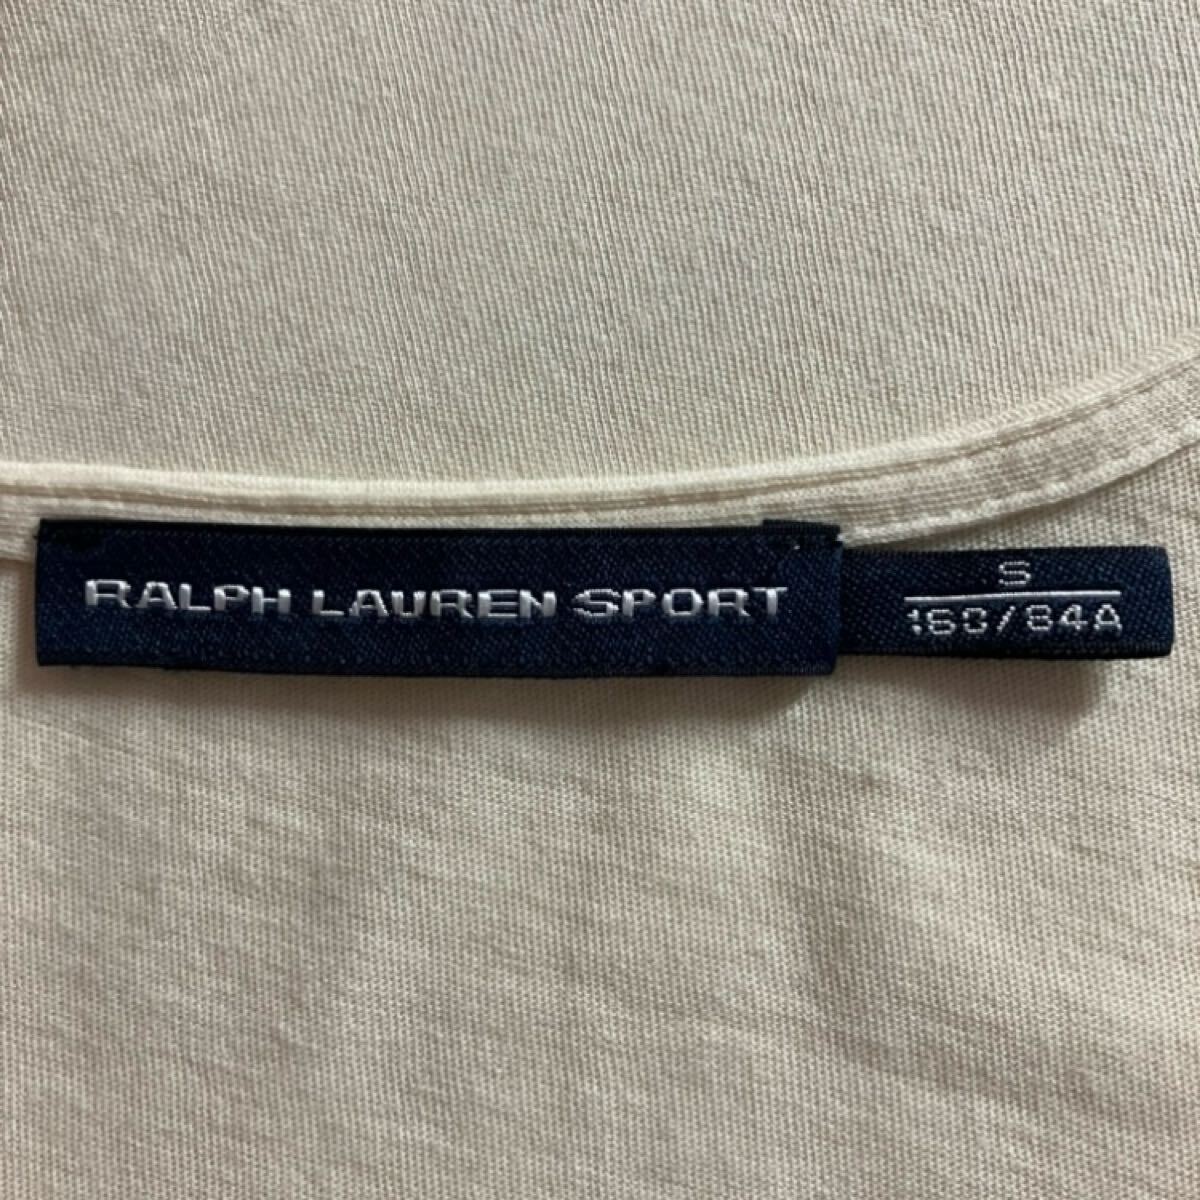 RALPH LAUREN SPORT
S
160/84A